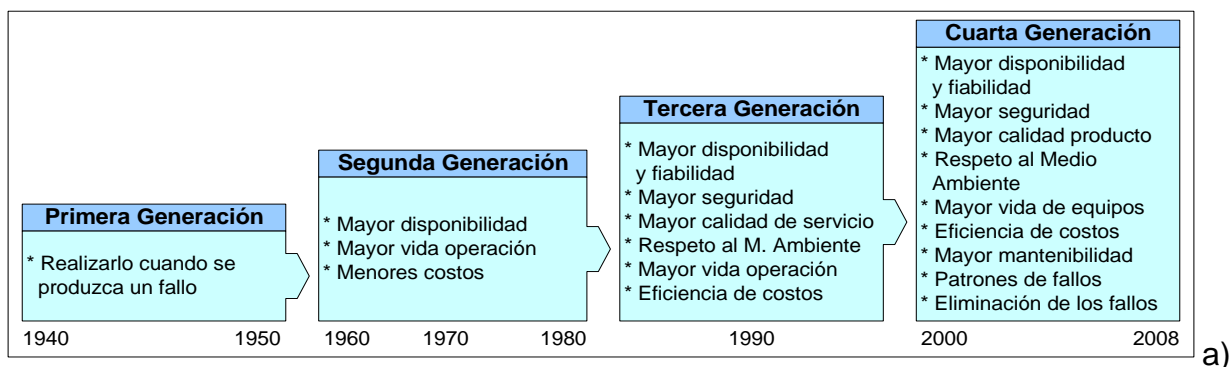 Primera Generación
* Realizarlo cuando se
produzca un fallo
Segunda Generación
* Mayor disponibilidad
* Mayor vida operación
* Menores costos
Tercera Generación
* Mayor disponibilidad
y fiabilidad
* Mayor seguridad
* Mayor calidad de servicio
* Respeto al M. Ambiente
* Mayor vida operación
* Eficiencia de costos
Cuarta Generación
* Mayor disponibilidad
y fiabilidad
* Mayor seguridad
* Mayor calidad producto
* Respeto al Medio
Ambiente
* Mayor vida de equipos
* Eficiencia de costos
* Mayor mantenibilidad
* Patrones de fallos
* Eliminación de los fallos
1940 1950 1960 1970 1980 1990 2000 2008
a)